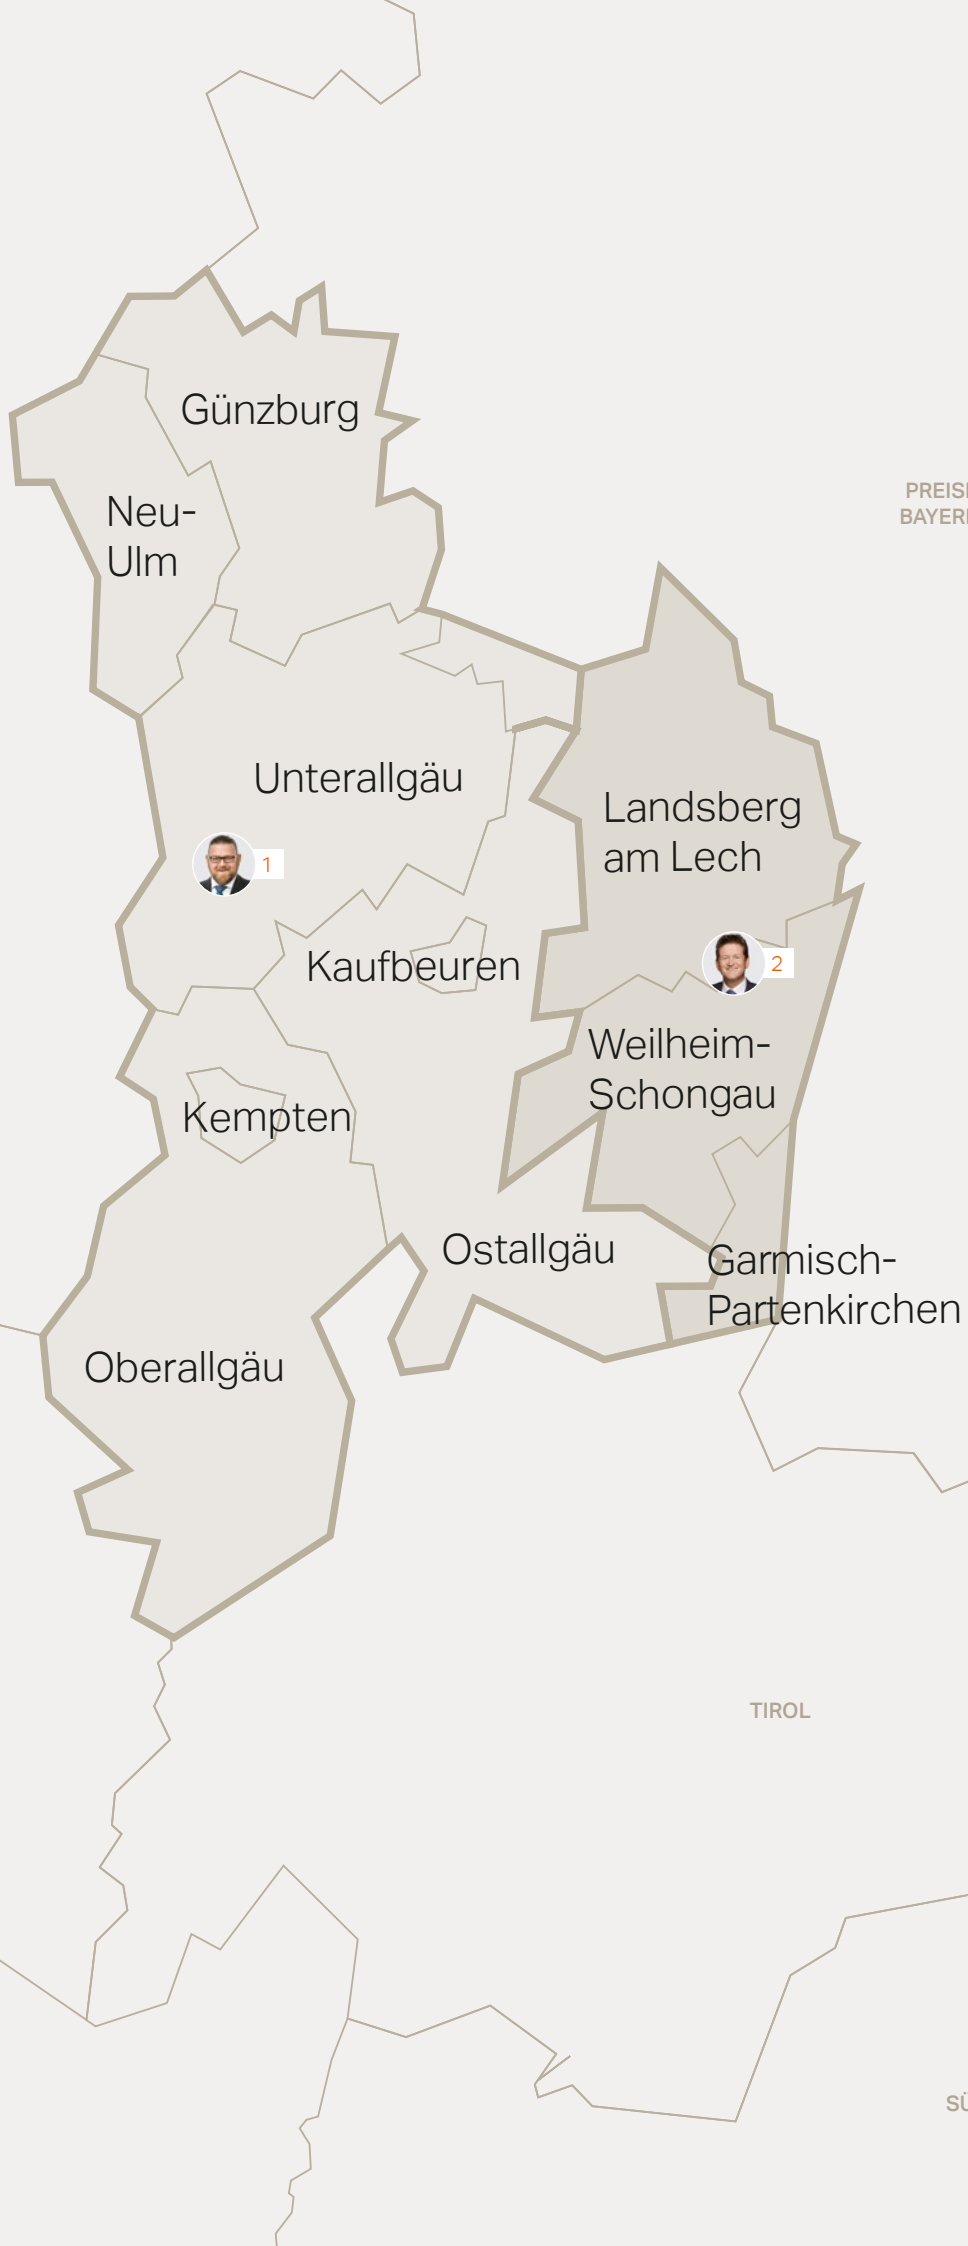 Günzburg
PREIS
BAYER
Neu-
Ulm
Unterallgäu
Landsberg
am Lech
1
Kaufbeuren
2
Weilheim-
Schongau
Kempten
Ostallgäu
Garmisch-
Partenkirchen
Oberallgäu
TIROL
SÜ